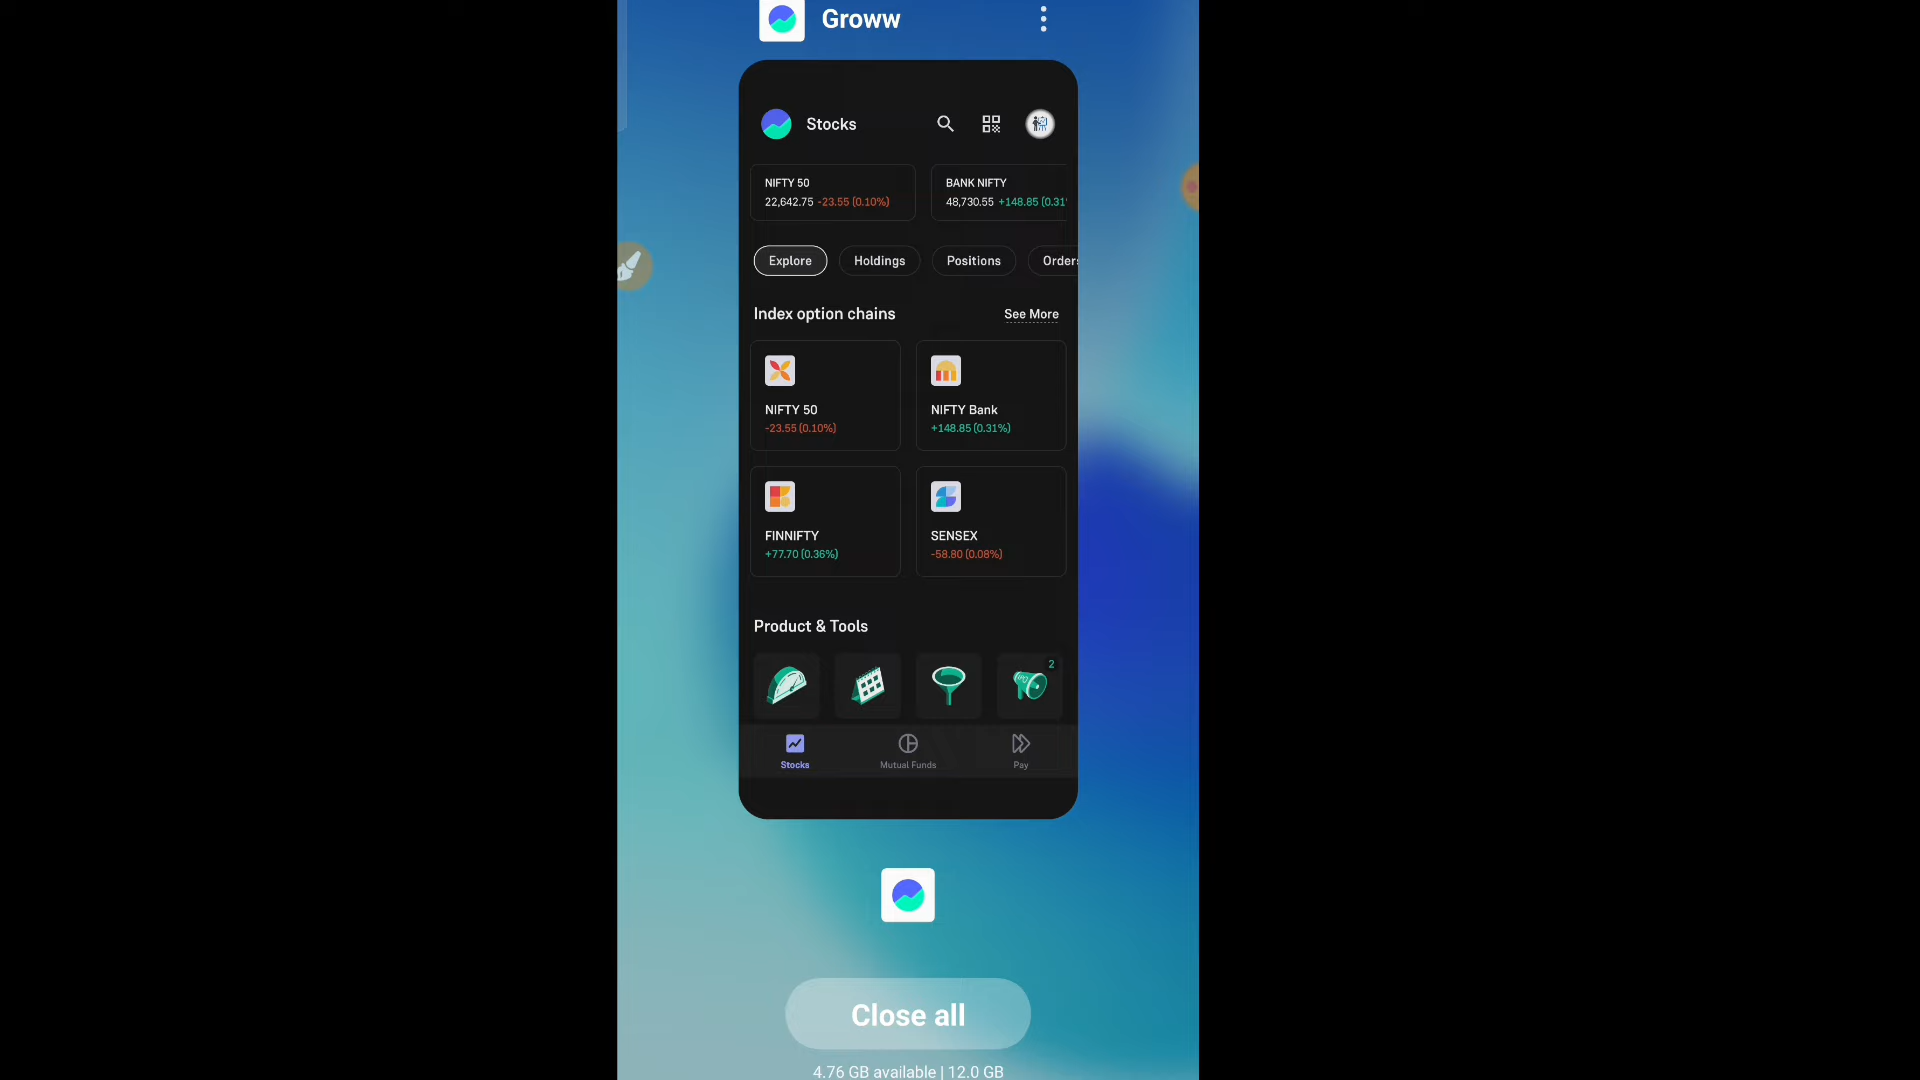 Groww
Stocks
NIFTY 50
22,642.75 -23.55 (0.10%)
BANK NIFTY
48,730.55 +148.85 (0.31
Explore
Holdings
Positions
Orders
Index option chains
See More
NIFTY 50
-23.55 (0.10%)
NIFTY Bank
+148.85 (0.31%)
FINNIFTY
+77.70 (0.36%)
SENSEX
-58.80 (0.08%)
Product & Tools
2
Stocks
Mutual Funds
Pay
Close all
4.76 GB available | 12.0 GB